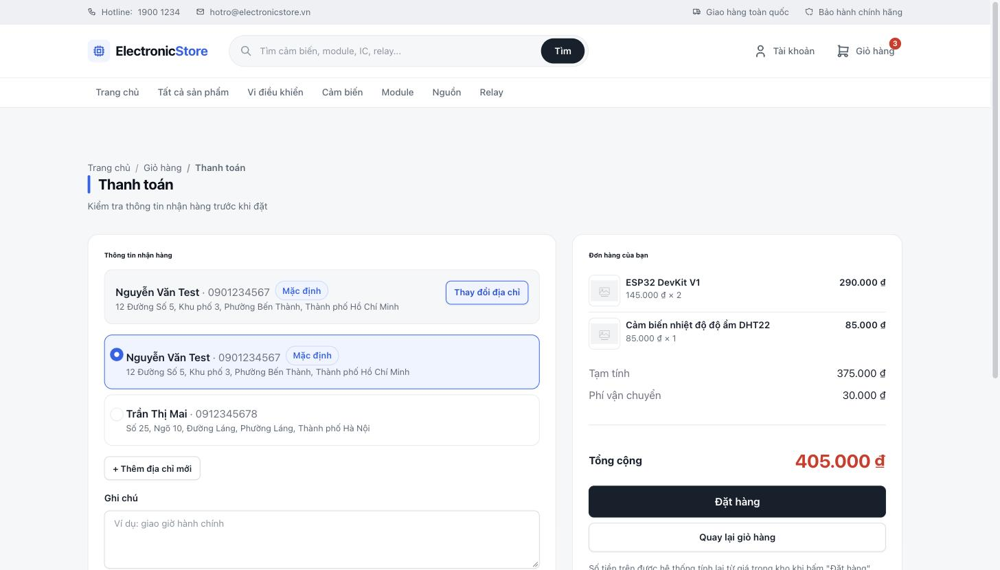 Hotline: 1900 1234
hotro@electronicstore.vn
Giao hàng toàn quốc
Bảo hành chính hãng
ElectronicStore
Tìm cảm biến, module, IC, relay...
Tìm
Tài khoản
Giỏ hàng
3
Trang chủ
Tất cả sản phẩm
Vi điều khiển
Cảm biến
Module
Nguồn
Relay
Trang chủ / Giỏ hàng / Thanh toán
Thanh toán
Kiểm tra thông tin nhận hàng trước khi đặt
Thông tin nhận hàng
Nguyễn Văn Test · 0901234567 Mặc định
12 Đường Số 5, Khu phố 3, Phường Bến Thành, Thành phố Hồ Chí Minh
Thay đổi địa chỉ
Nguyễn Văn Test · 0901234567 Mặc định
12 Đường Số 5, Khu phố 3, Phường Bến Thành, Thành phố Hồ Chí Minh
Trần Thị Mai · 0912345678
Số 25, Ngõ 10, Đường Láng, Phường Láng, Thành phố Hà Nội
+ Thêm địa chỉ mới
Ghi chú
Ví dụ: giao giờ hành chính
Đơn hàng của bạn
ESP32 DevKit V1 290.000 ₫
145.000 ₫ × 2
Cảm biến nhiệt độ độ ẩm DHT22 85.000 ₫
85.000 ₫ × 1
Tạm tính 375.000 ₫
Phí vận chuyển 30.000 ₫
Tổng cộng 405.000 ₫
Đặt hàng
Quay lại giỏ hàng
Số tiền trên được hệ thống tính lại từ giá trong kho khi bấm "Đặt hàng"